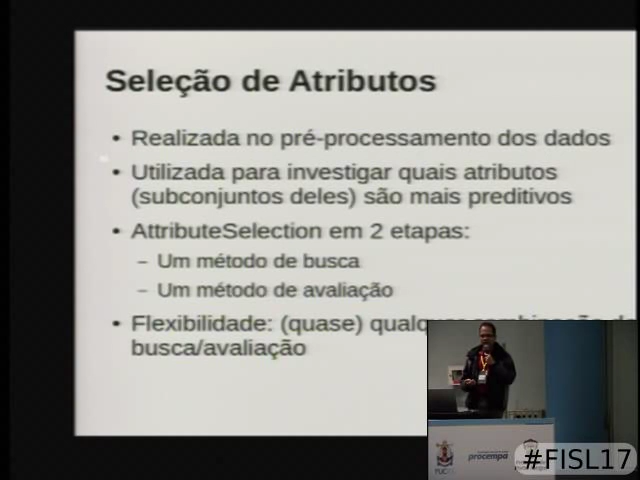 Seleção de Atributos
• Realizada no pré-processamento dos dados
• Utilizada para investigar quais atributos
(subconjuntos deles) são mais preditivos
• AttributeSelection em 2 etapas:
– Um método de busca
– Um método de avaliação
• Flexibilidade: (quase)
busca/avaliação
procempa
#FISL17